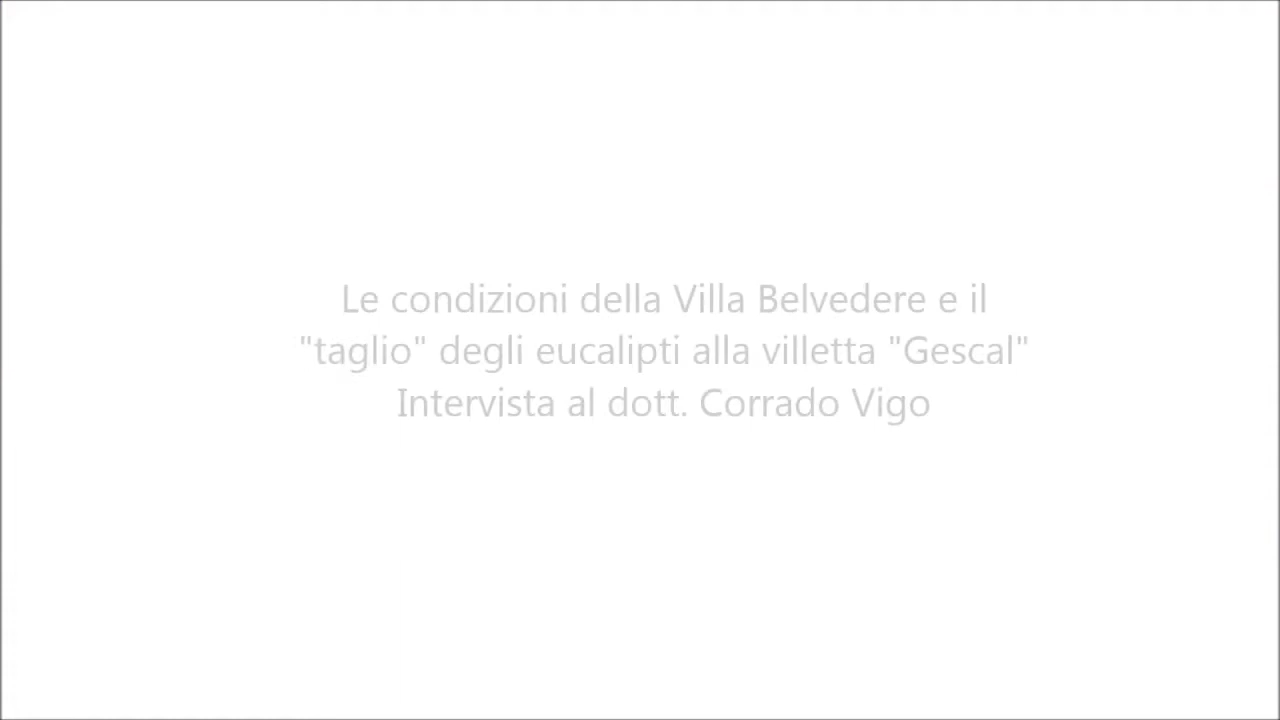 Le condizioni della Villa Belvedere e il
"taglio" degli eucalipti alla villetta "Gescal"
Intervista al dott. Corrado Vigo